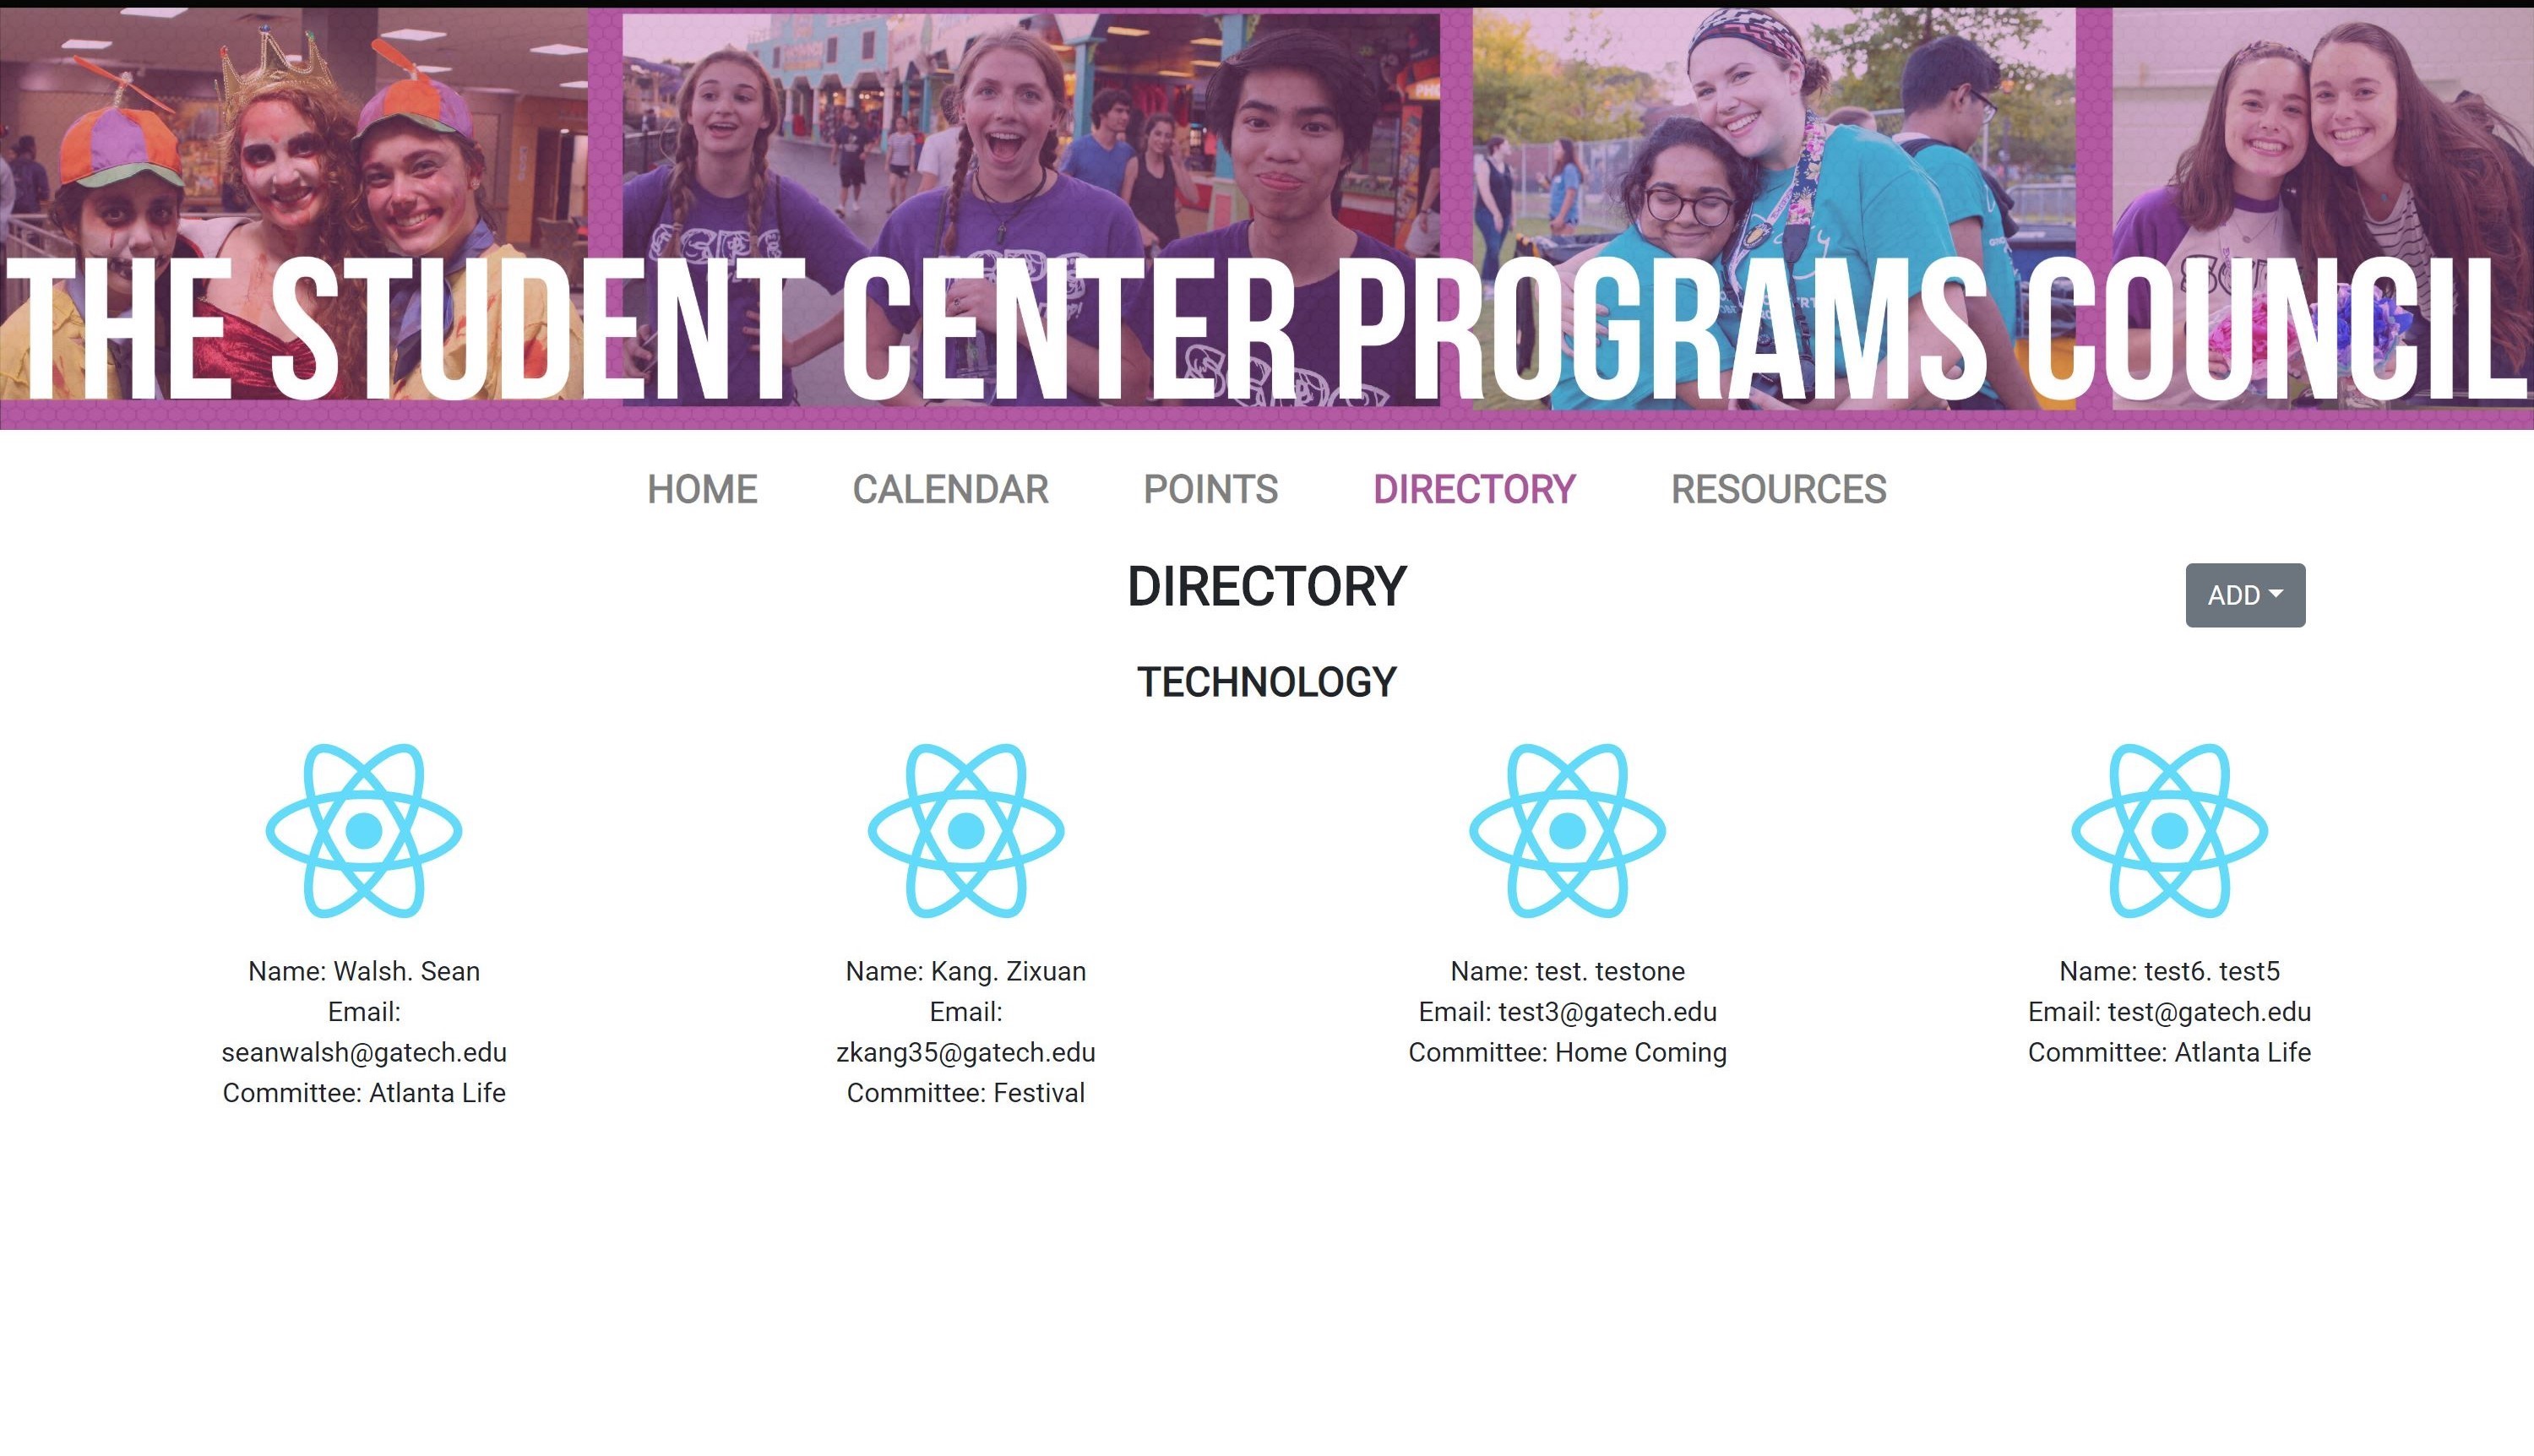 THE STUDENT CENTER PROGRAMS COUNCIL
HOME CALENDAR POINTS DIRECTORY RESOURCES
DIRECTORY
ADD
TECHNOLOGY
Name: Walsh. Sean
Email:
seanwalsh@gatech.edu
Committee: Atlanta Life
Name: Kang. Zixuan
Email:
zkang35@gatech.edu
Committee: Festival
Name: test. testone
Email: test3@gatech.edu
Committee: Home Coming
Name: test6. test5
Email: test@gatech.edu
Committee: Atlanta Life